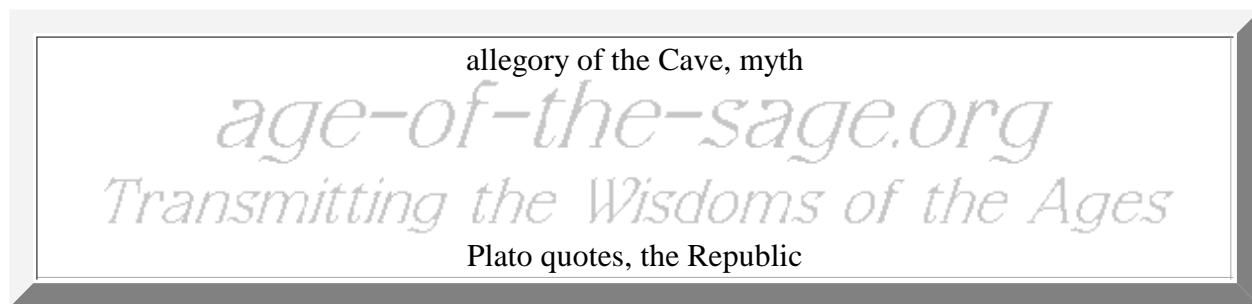 allegory of the Cave, myth
age-of-the-sage.org
Transmitting the Wisdoms of the Ages
Plato quotes, the Republic